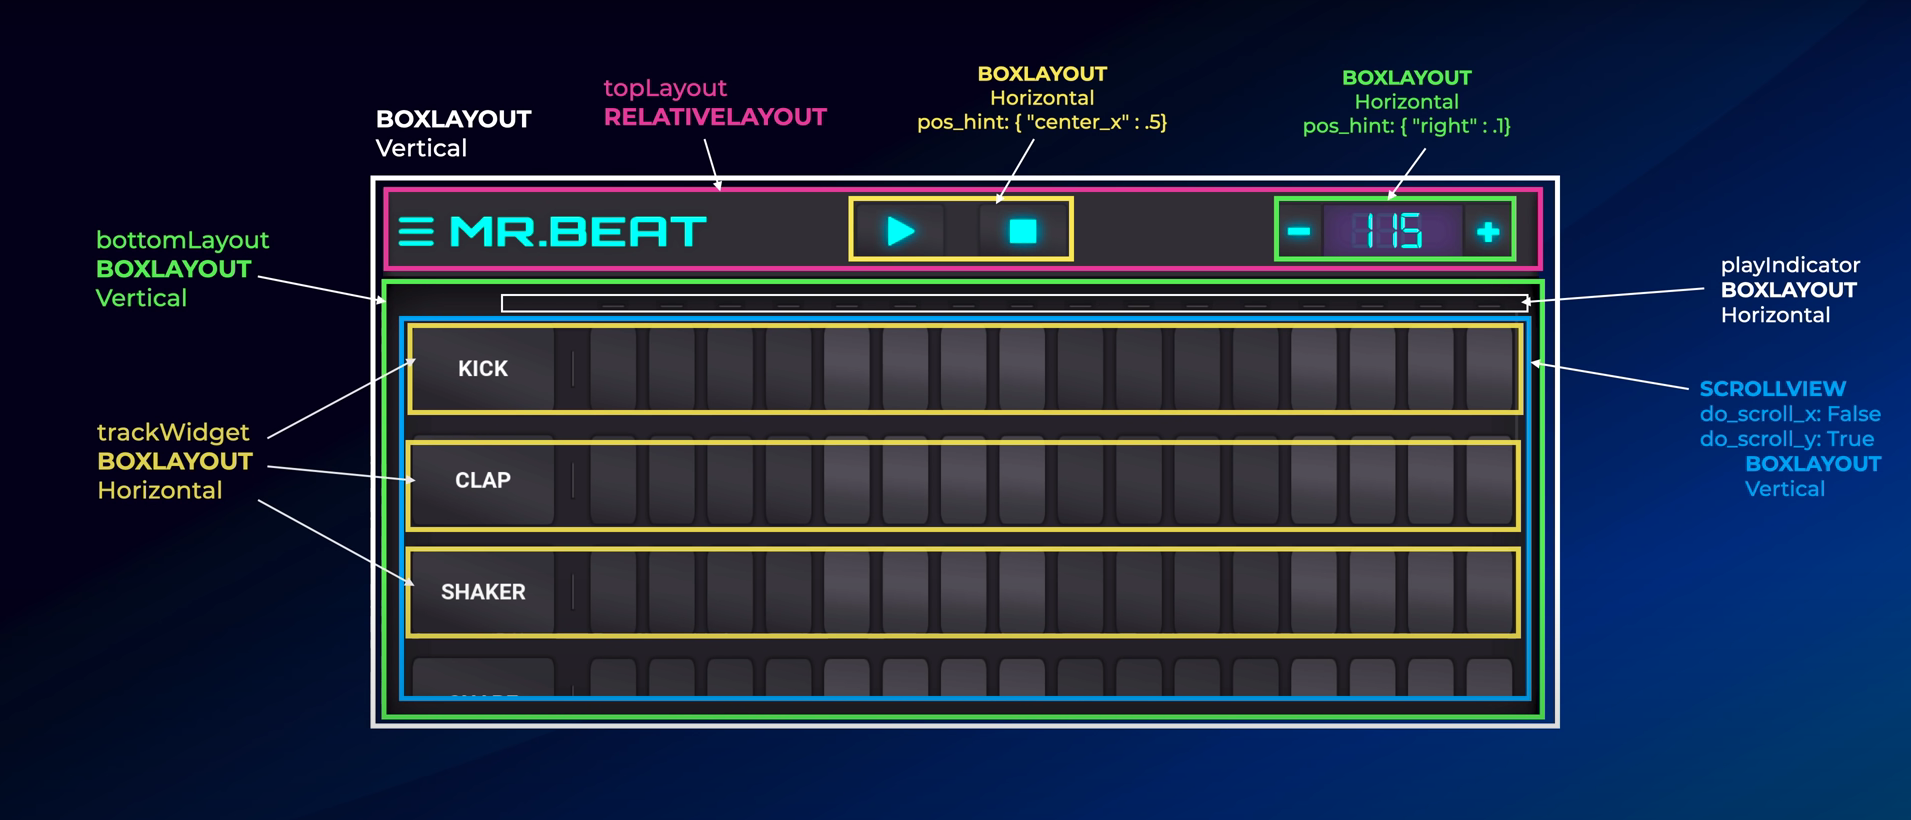 BOXLAYOUT
Vertical
topLayout
RELATIVELAYOUT
BOXLAYOUT
Horizontal
pos_hint: { "center_x" : .5}
BOXLAYOUT
Horizontal
pos_hint: { "right" : .1}
MR.BEAT
115
bottomLayout
BOXLAYOUT
Vertical
playIndicator
BOXLAYOUT
Horizontal
KICK
SCROLLVIEW
do_scroll_x: False
do_scroll_y: True
BOXLAYOUT
Vertical
trackWidget
BOXLAYOUT
Horizontal
CLAP
SHAKER